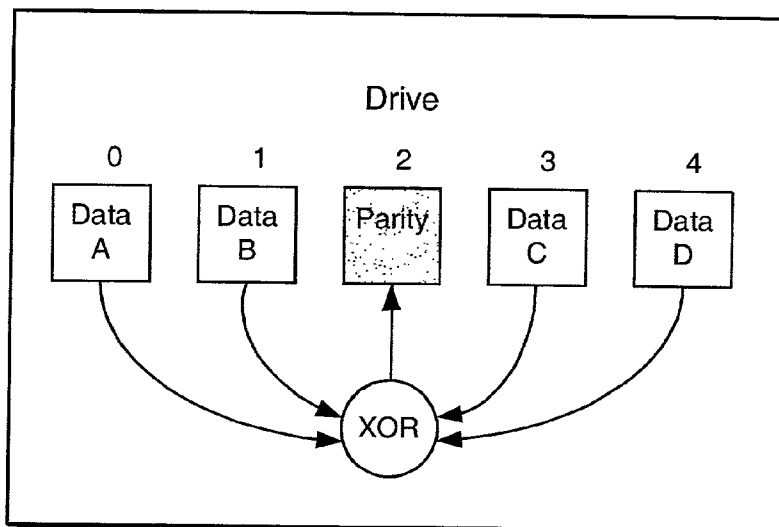 Drive
0 1 2 3 4
Data Data Parity Data Data
A B C D
XOR